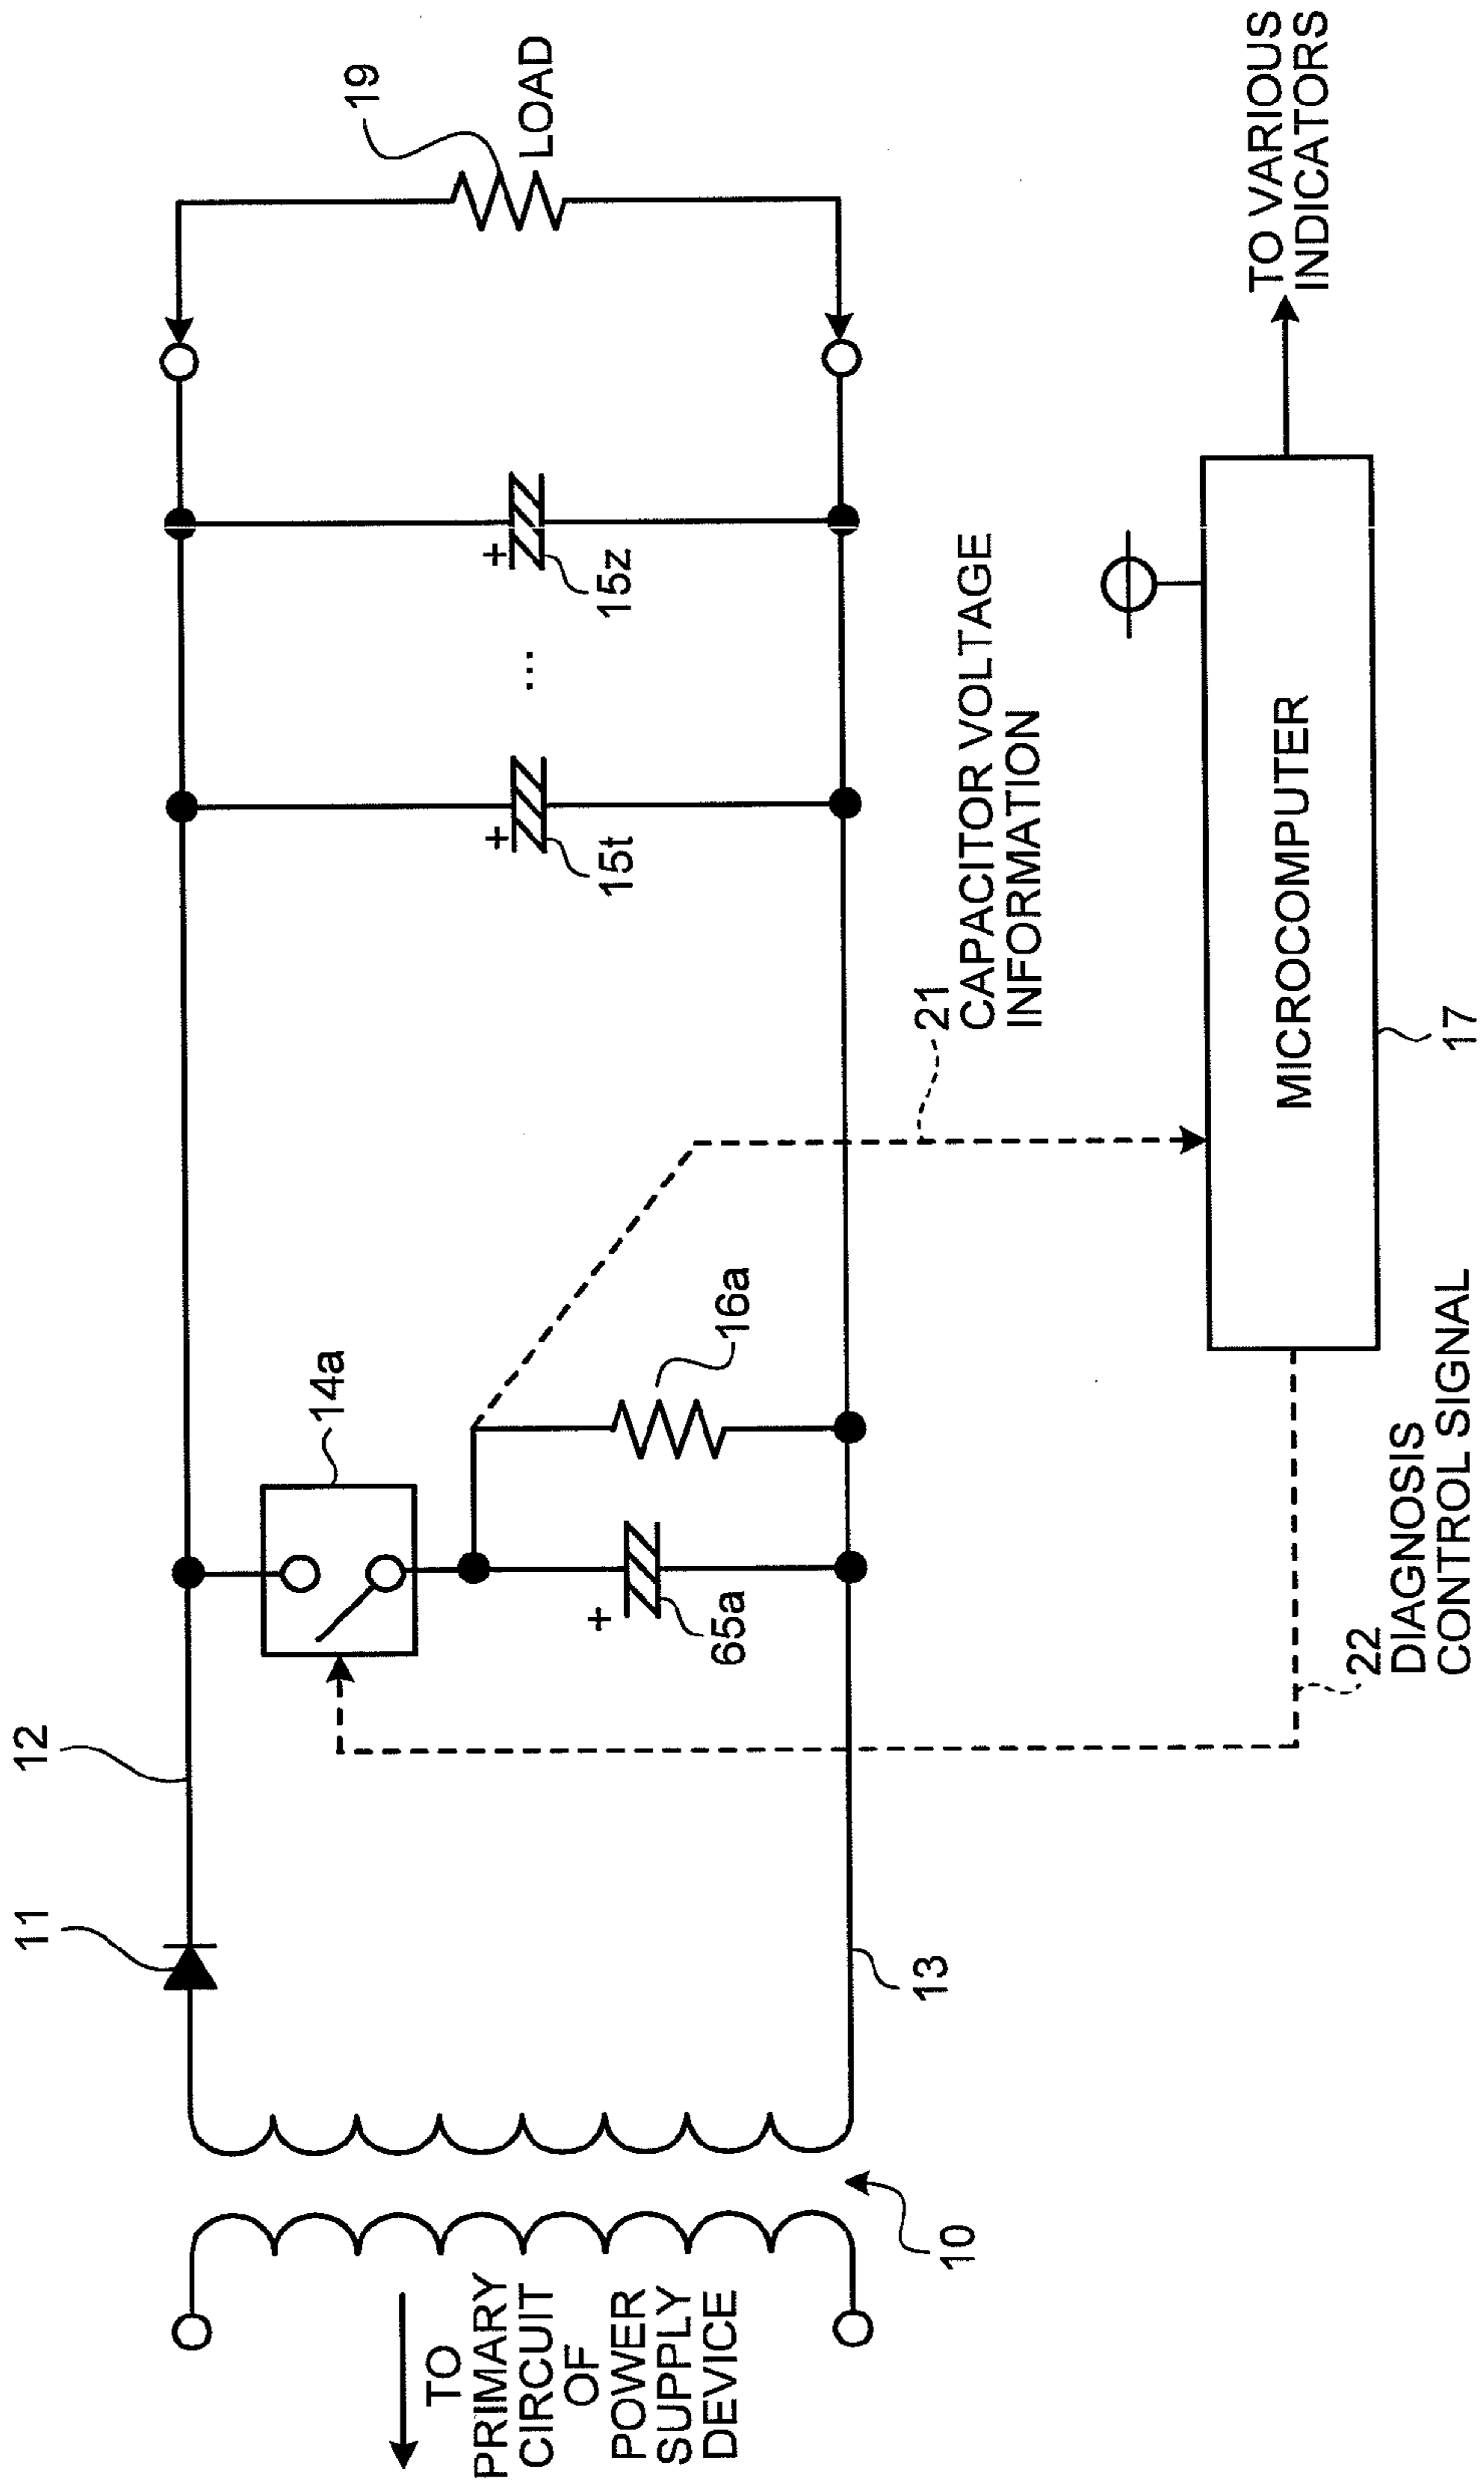 12
11
14a
16a
65a
13
10
TO
PRIMARY
CIRCUIT
OF
POWER
SUPPLY
DEVICE
+
15t
...
+
15z
+
19
LOAD
21
CAPACITOR VOLTAGE
INFORMATION
22
DIAGNOSIS
CONTROL SIGNAL
MICROCOMPUTER
17
TO VARIOUS
INDICATORS